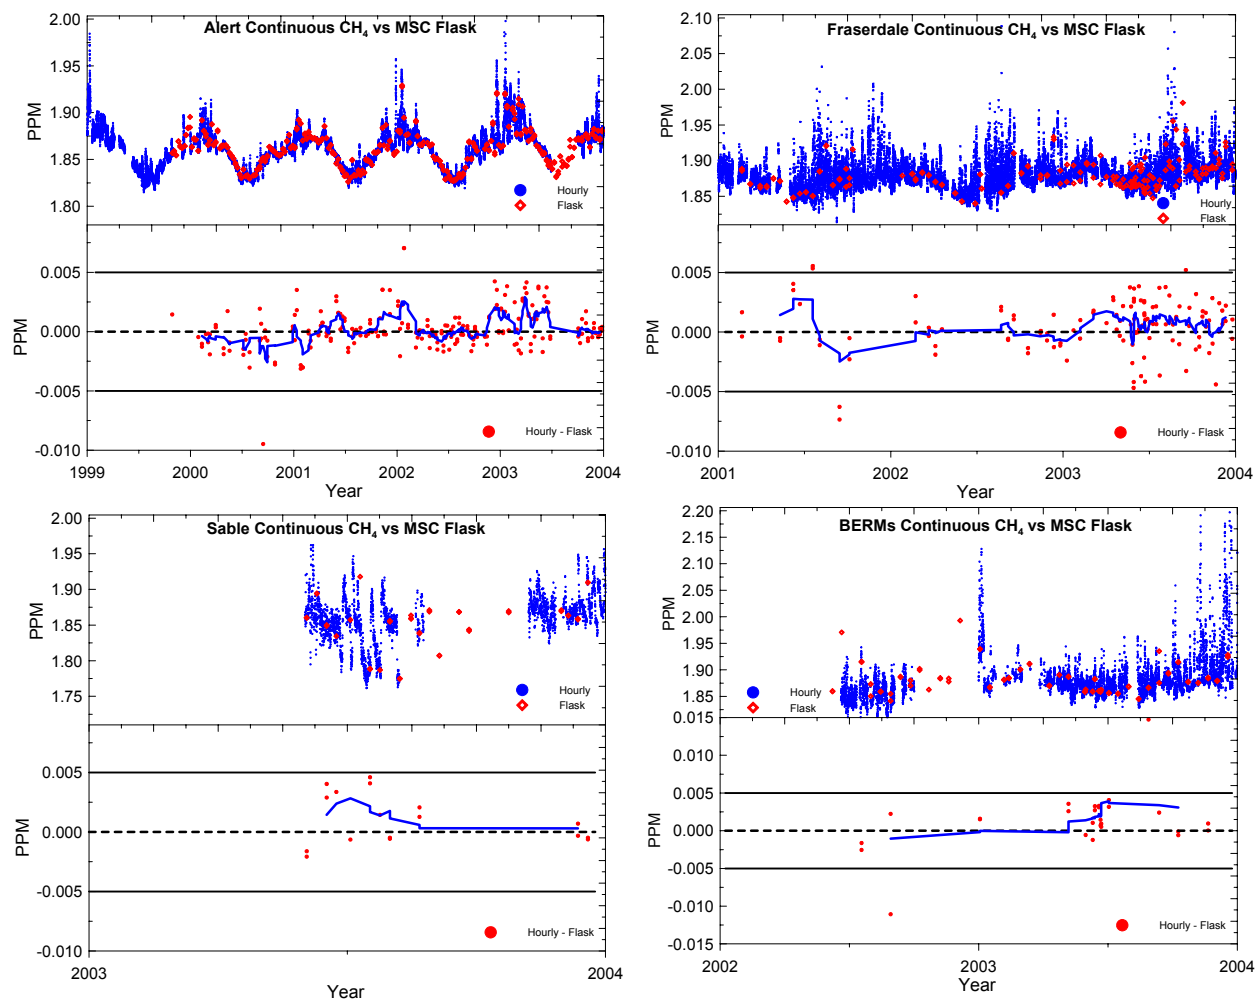 Alert Continuous CH4 vs MSC Flask
2.00
1.95
1.90
1.85
1.80
PPM
Hourly
Flask
0.005
0.000
-0.005
-0.010
PPM
Hourly - Flask
1999 2000 2001 2002 2003 2004
Year
Fraserdale Continuous CH4 vs MSC Flask
2.10
2.05
2.00
1.95
1.90
1.85
PPM
Hourly
Flask
0.005
0.000
-0.005
-0.010
PPM
Hourly - Flask
2001 2002 2003 2004
Year
Sable Continuous CH4 vs MSC Flask
2.00
1.95
1.90
1.85
1.80
1.75
PPM
Hourly
Flask
0.005
0.000
-0.005
-0.010
PPM
Hourly - Flask
2003 2004
Year
BERMs Continuous CH4 vs MSC Flask
2.20
2.15
2.10
2.05
2.00
1.95
1.90
1.85
PPM
Hourly
Flask
0.015
0.010
0.005
0.000
-0.005
-0.010
-0.015
PPM
Hourly - Flask
2002 2003 2004
Year